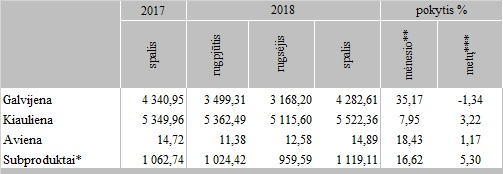 2017 2018 pokytis %
spalis rugpjūtis rugsėjis spalis mėnesio** metų***
Galvijena 4 340,95 3 499,31 3 168,20 4 282,61 35,17 -1,34
Kiauliena 5 349,96 5 362,49 5 115,60 5 522,36 7,95 3,22
Aviena 14,72 11,38 12,58 14,89 18,43 1,17
Subproduktai* 1 062,74 1 024,42 959,59 1 119,11 16,62 5,30